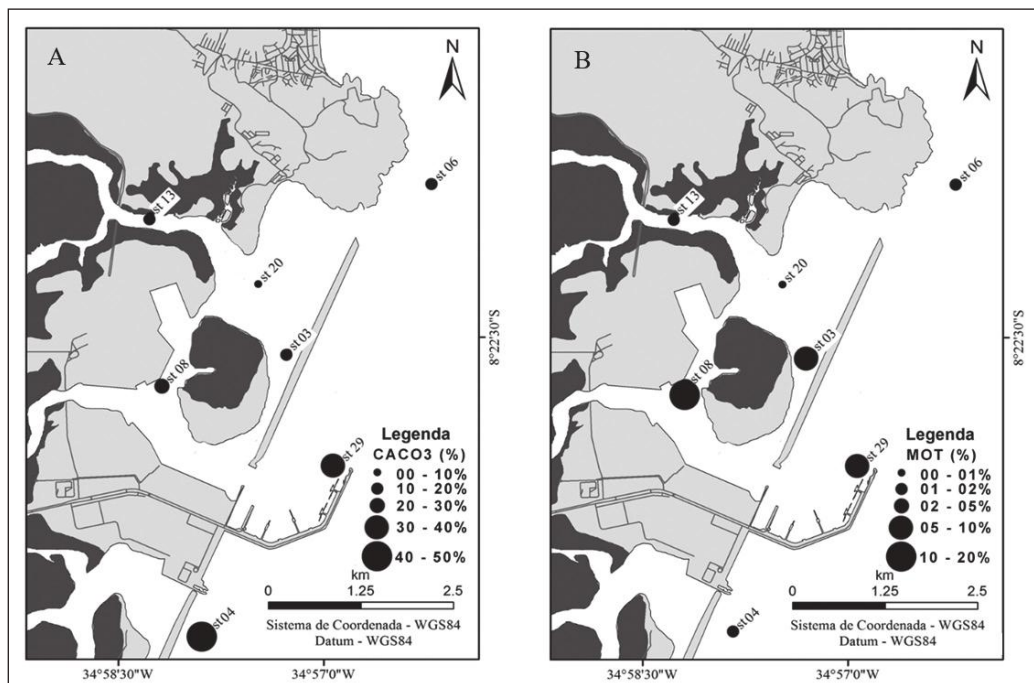 A
N
st 06
st 13
st 20
st 03
st 08
st 29
st 04
Legenda
CACO3 (%)
00 - 10%
10 - 20%
20 - 30%
30 - 40%
40 - 50%
km
0 1.25 2.5
Sistema de Coordenada - WGS84
Datum - WGS84
34°58'30"W
34°57'0"W
8°22'30"S
B
N
st 06
st 13
st 20
st 03
st 08
st 29
st 04
Legenda
MOT (%)
00 - 01%
01 - 02%
02 - 05%
05 - 10%
10 - 20%
km
0 1.25 2.5
Sistema de Coordenada - WGS84
Datum - WGS84
34°58'30"W
34°57'0"W
8°22'30"S